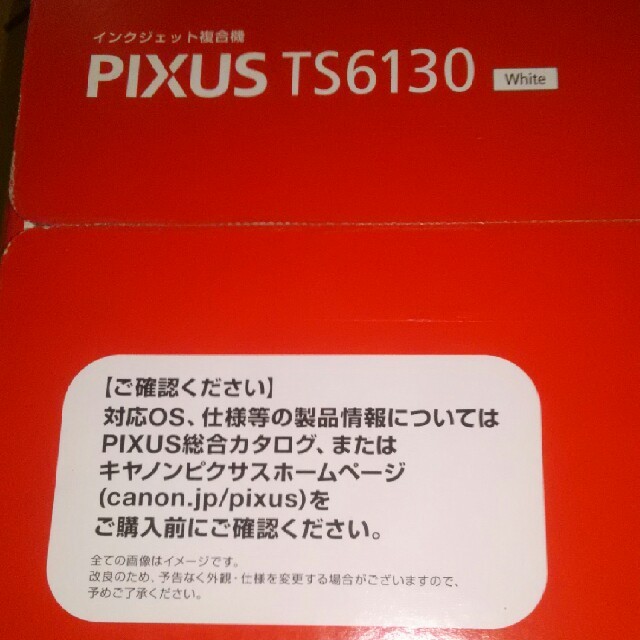 インクジェット複合機
PIXUS TS6130 White
【ご確認ください】
対応OS、仕様等の製品情報については
PIXUS総合カタログ、または
キヤノンピクサスホームページ
(canon.jp/pixus)を
ご購入前にご確認ください。
全ての画像はイメージです。
改良のため、予告なく外観・仕様を変更する場合がございますので、
予めご了承ください。